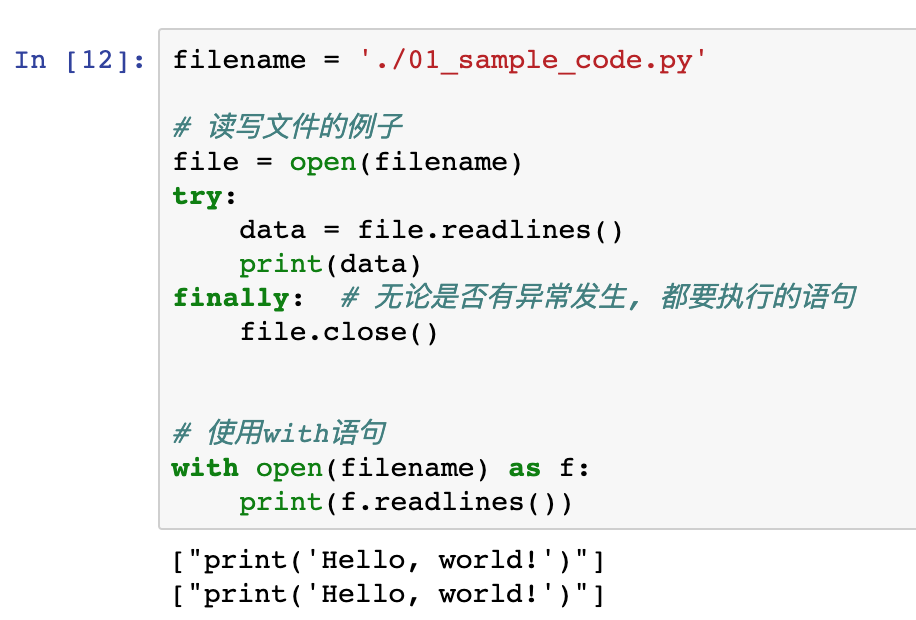 In [12]: filename = './01_sample_code.py'
# 读写文件的例子
file = open(filename)
try:
    data = file.readlines()
    print(data)
finally:  # 无论是否有异常发生, 都要执行的语句
    file.close()
# 使用with语句
with open(filename) as f:
    print(f.readlines())
["print('Hello, world!')"]
["print('Hello, world!')"]